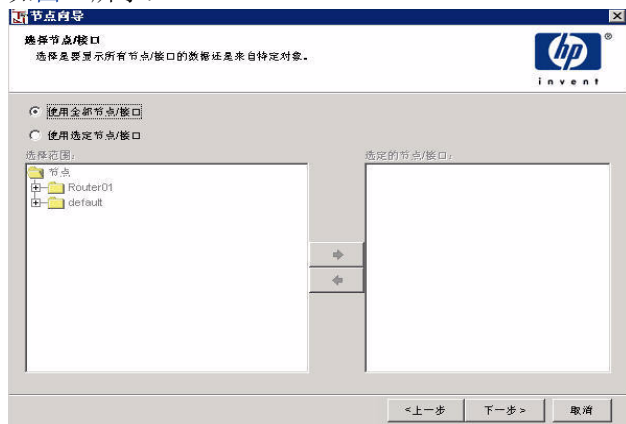 节点向导
选择节点/接口
选择是要显示所有节点/接口的数据还是来自特定对象。
hp
®
invent
使用全部节点/接口
使用选定节点/接口
选择范围:
选定的节点/接口:
节点
Router01
default
<上一步
下一步>
取消